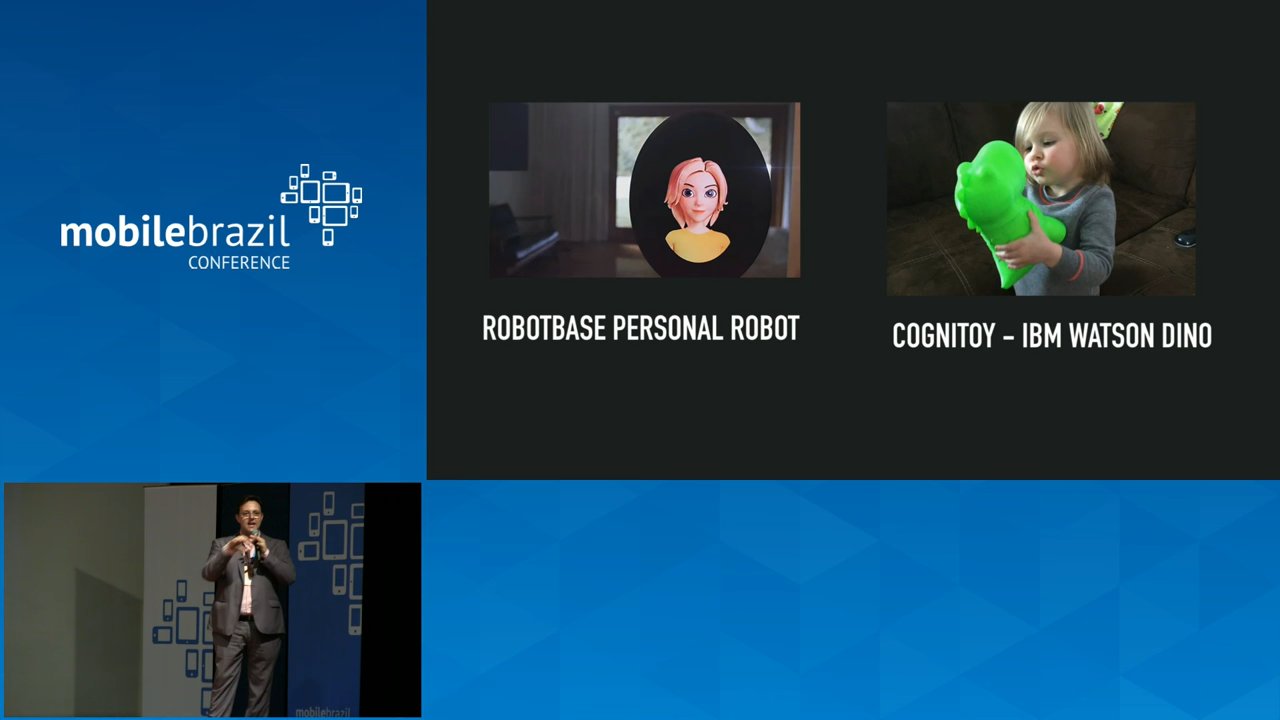 mobilebrazil
CONFERENCE
ROBOTBASE PERSONAL ROBOT
COGNITOY - IBM WATSON DINO
mobilebrazil